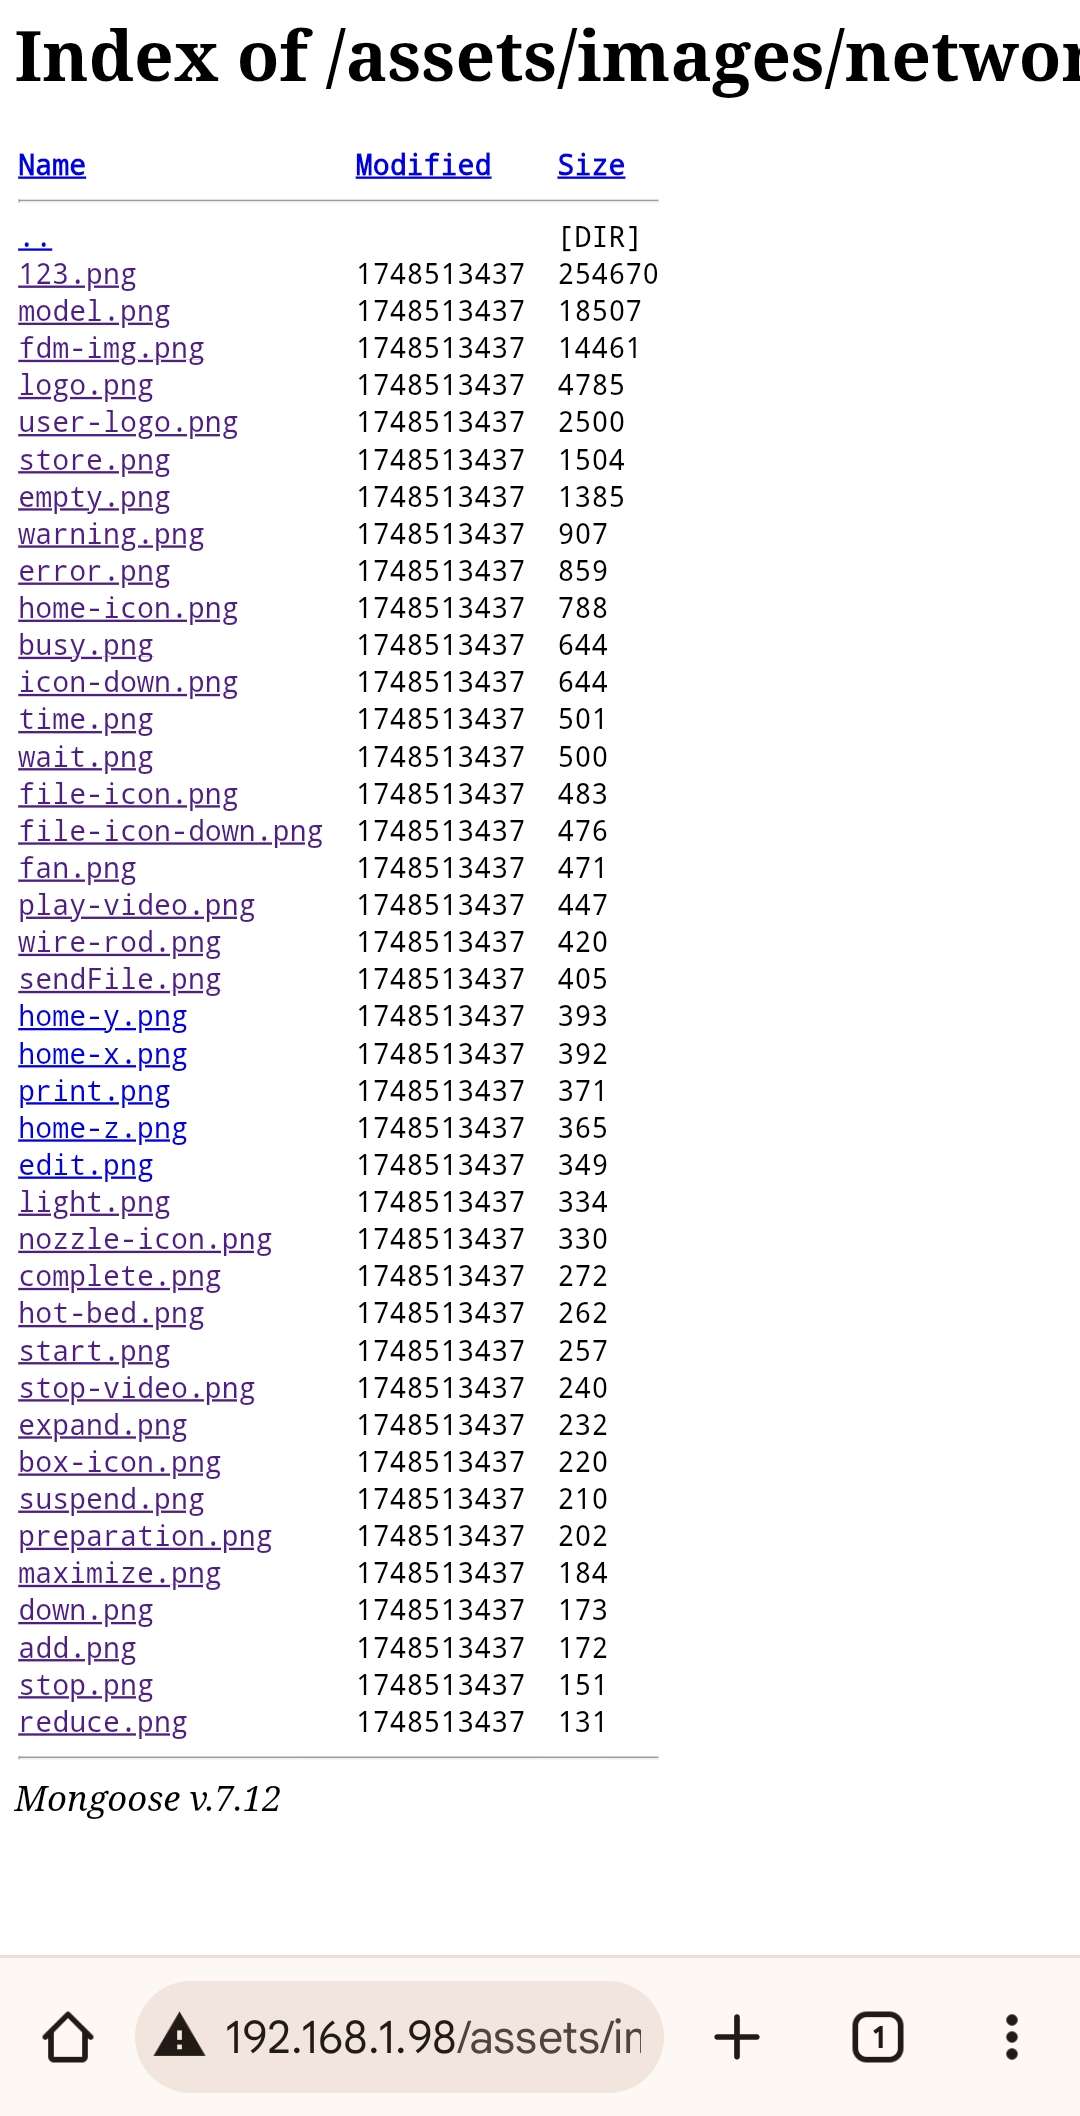 Index of /assets/images/networ
Name Modified Size
.. [DIR]
123.png 1748513437 254670
model.png 1748513437 18507
fdm-img.png 1748513437 14461
logo.png 1748513437 4785
user-logo.png 1748513437 2500
store.png 1748513437 1504
empty.png 1748513437 1385
warning.png 1748513437 907
error.png 1748513437 859
home-icon.png 1748513437 788
busy.png 1748513437 644
icon-down.png 1748513437 644
time.png 1748513437 501
wait.png 1748513437 500
file-icon.png 1748513437 483
file-icon-down.png 1748513437 476
fan.png 1748513437 471
play-video.png 1748513437 447
wire-rod.png 1748513437 420
sendFile.png 1748513437 405
home-y.png 1748513437 393
home-x.png 1748513437 392
print.png 1748513437 371
home-z.png 1748513437 365
edit.png 1748513437 349
light.png 1748513437 334
nozzle-icon.png 1748513437 330
complete.png 1748513437 272
hot-bed.png 1748513437 262
start.png 1748513437 257
stop-video.png 1748513437 240
expand.png 1748513437 232
box-icon.png 1748513437 220
suspend.png 1748513437 210
preparation.png 1748513437 202
maximize.png 1748513437 184
down.png 1748513437 173
add.png 1748513437 172
stop.png 1748513437 151
reduce.png 1748513437 131
Mongoose v.7.12
192.168.1.98/assets/in
1